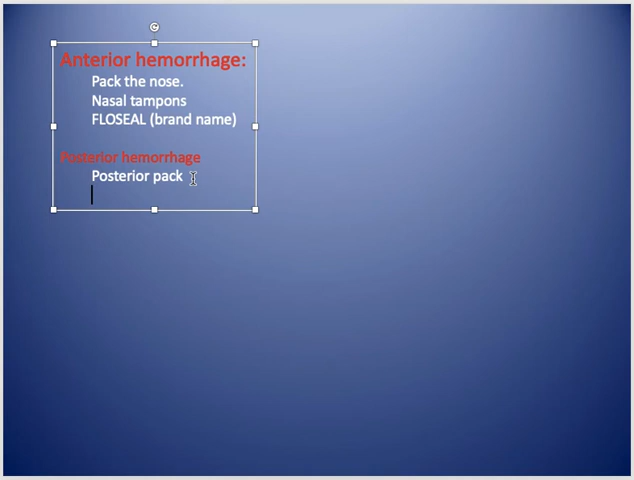 Anterior hemorrhage:
Pack the nose.
Nasal tampons
FLOSEAL (brand name)
Posterior hemorrhage
Posterior pack